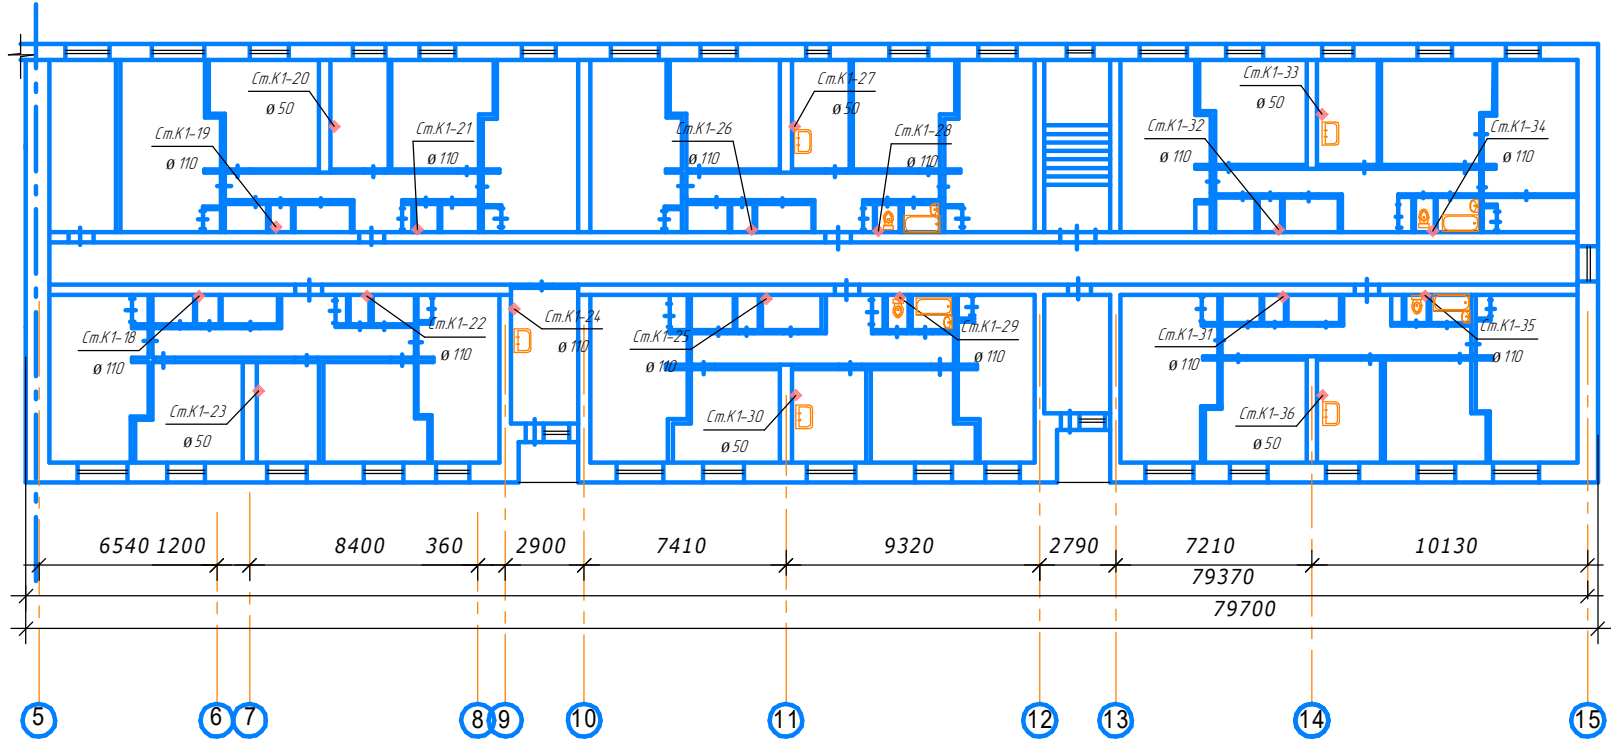 Ст.К1-20
ø 50
Ст.К1-27
ø 50
Ст.К1-33
ø 50
Ст.К1-19
ø 110
Ст.К1-21
ø 110
Ст.К1-26
ø 110
Ст.К1-28
ø 110
Ст.К1-32
ø 110
Ст.К1-34
ø 110
Ст.К1-18
ø 110
Ст.К1-22
ø 110
Ст.К1-24
ø 110
Ст.К1-25
ø 110
Ст.К1-29
ø 110
Ст.К1-31
ø 110
Ст.К1-35
ø 110
Ст.К1-23
ø 50
Ст.К1-30
ø 50
Ст.К1-36
ø 50
6540 1200 8400 360 2900 7410 9320 2790 7210 10130
79370
79700
5 6 7 8 9 10 11 12 13 14 15